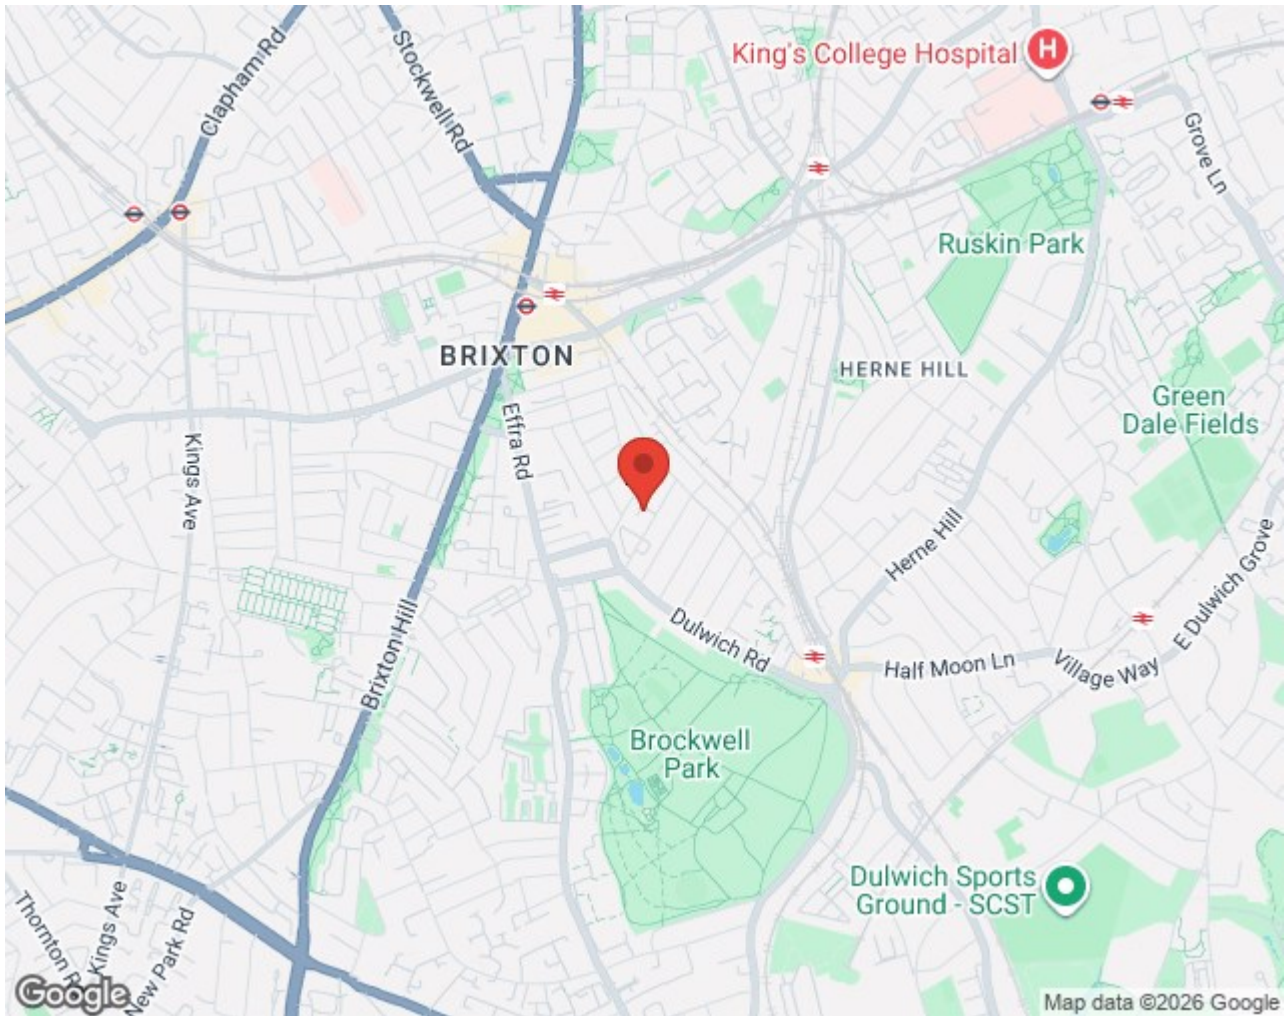 King's College Hospital
H
Clapham Rd
Stockwell Rd
Grove Ln
Ruskin Park
BRIXTON
HERNE HILL
Green
Dale Fields
Effra Rd
Kings Ave
Herne Hill
E Dulwich Grove
Dulwich Rd
Half Moon Ln
Village Way
Brixton Hill
Brockwell
Park
Dulwich Sports
Ground - SCST
Thornton Rd
Kings Ave
New Park Rd
Google
Map data ©2026 Google